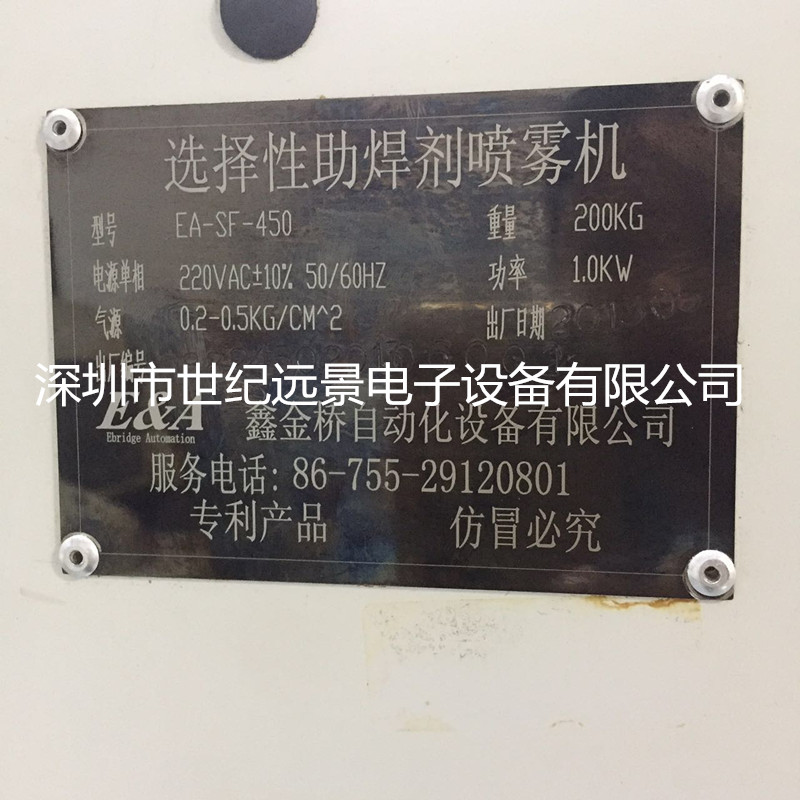 选择性助焊剂喷雾机
型号 EA-SF-450 重量 200KG
电源单相 220VAC±10% 50/60HZ 功率 1.0KW
气源 0.2-0.5KG/CM^2 出厂日期
出厂编号
深圳市世纪远景电子设备有限公司
E&A 鑫金桥自动化设备有限公司
Ebridge Automation
服务电话: 86-755-29120801
专利产品 仿冒必究